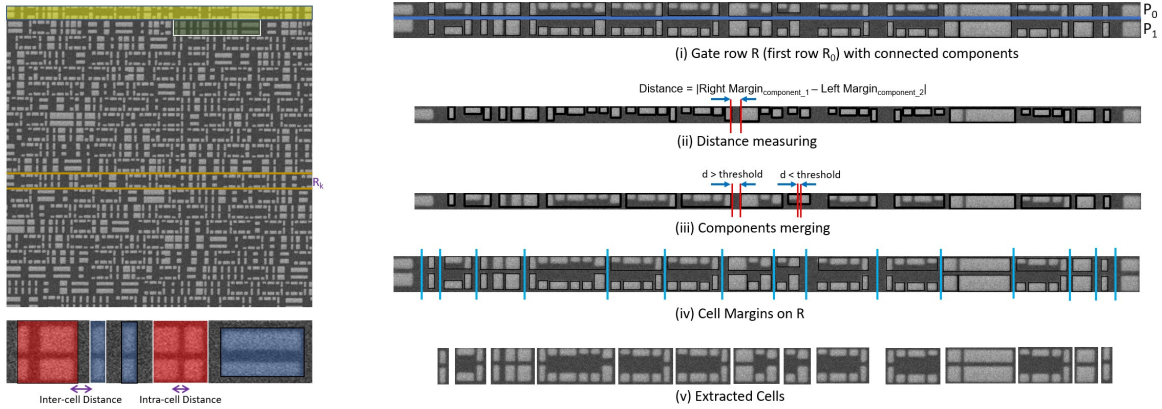 R_k
Inter-cell Distance Intra-cell Distance
P_0
P_1
(i) Gate row R (first row R_0) with connected components
Distance = |Right Margin_component_1 – Left Margin_component_2|
(ii) Distance measuring
d > threshold d < threshold
(iii) Components merging
(iv) Cell Margins on R
(v) Extracted Cells